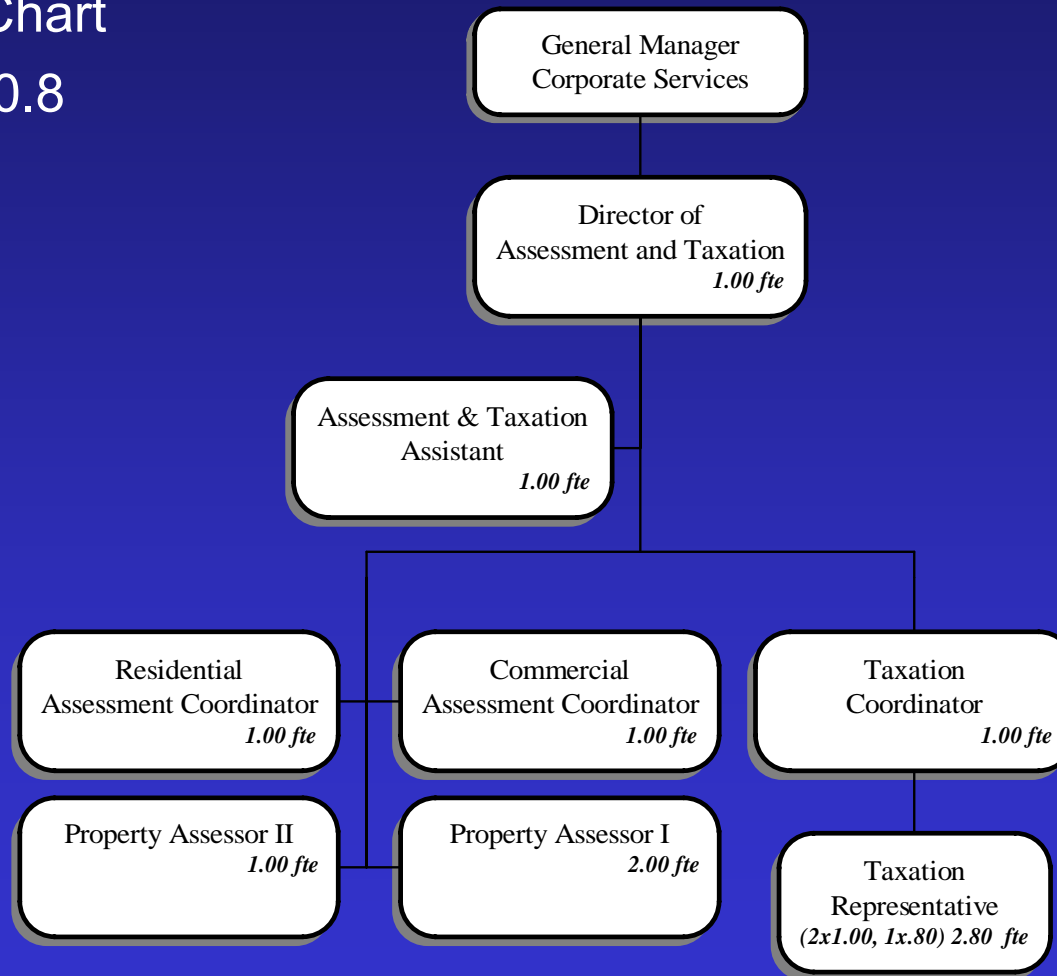 Chart
0.8
General Manager
Corporate Services
Director of
Assessment and Taxation
1.00 fte
Assessment & Taxation
Assistant
1.00 fte
Residential
Assessment Coordinator
1.00 fte
Commercial
Assessment Coordinator
1.00 fte
Taxation
Coordinator
1.00 fte
Property Assessor II
1.00 fte
Property Assessor I
2.00 fte
Taxation
Representative
(2x1.00, 1x.80) 2.80 fte